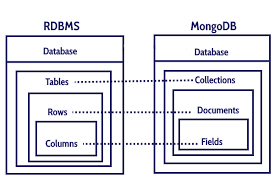 RDBMS
MongoDB
Database
Database
Tables
Collections
Rows
Documents
Columns
Fields